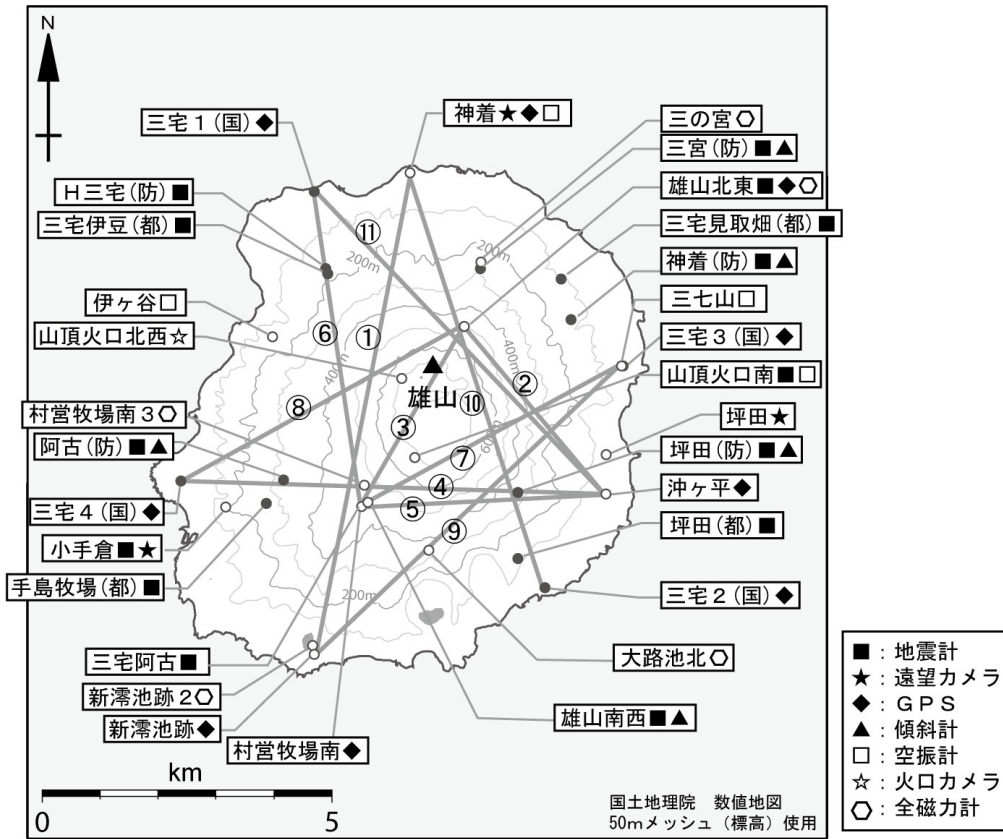 N
神着★◆□
三宅１(国)◆
三の宮⬡
三宮(防)■▲
H三宅(防)■
雄山北東■◆⬡
三宅伊豆(都)■
三宅見取畑(都)■
⑪
200m
200m
神着(防)■▲
伊ヶ谷□
三七山□
山頂火口北西☆
⑥
①
400m
400m
三宅３(国)◆
雄山
②
山頂火口南■□
村営牧場南３⬡
⑧
⑩
600m
坪田★
③
阿古(防)■▲
⑦
坪田(防)■▲
④
三宅４(国)◆
沖ヶ平◆
⑤
小手倉■★
⑨
坪田(都)■
手島牧場(都)■
200m
三宅２(国)◆
三宅阿古■
大路池北⬡
新澪池跡２⬡
雄山南西■▲
新澪池跡◆
村営牧場南◆
km
0 5
国土地理院 数値地図
50mメッシュ（標高）使用
■：地震計
★：遠望カメラ
◆：ＧＰＳ
▲：傾斜計
□：空振計
☆：火口カメラ
⬡：全磁力計